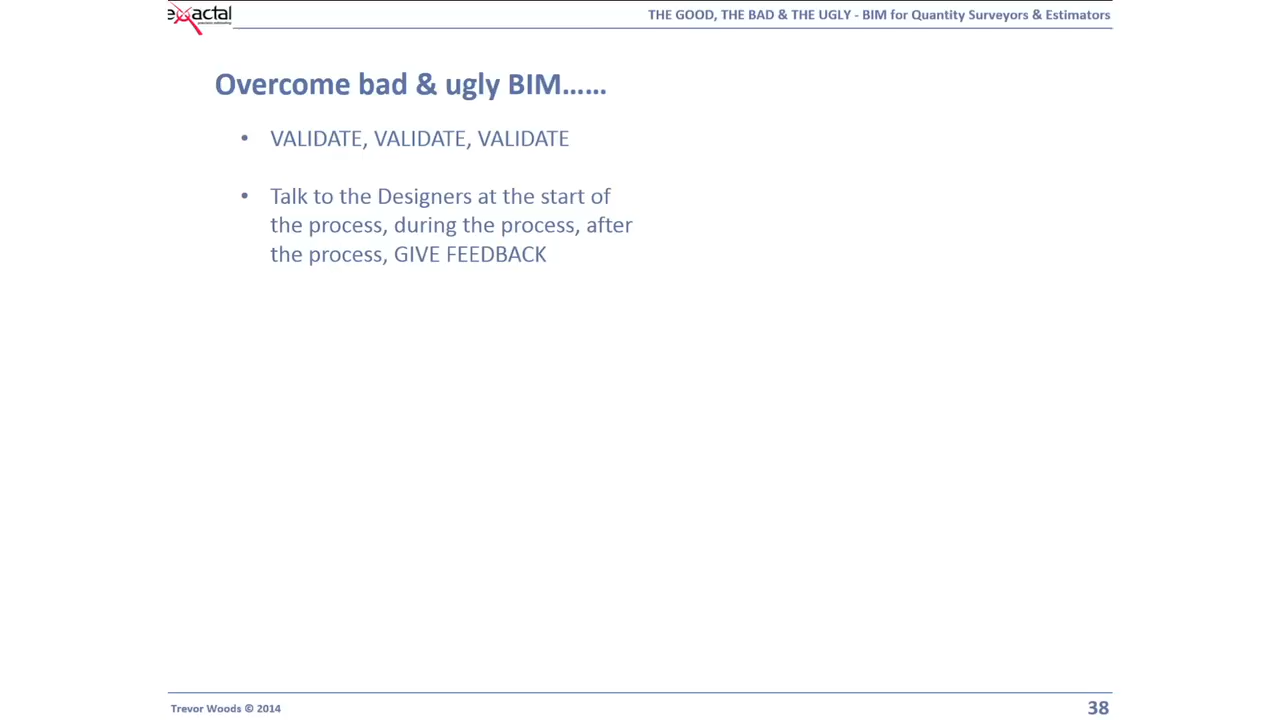 exactal
THE GOOD, THE BAD & THE UGLY - BIM for Quantity Surveyors & Estimators
Overcome bad & ugly BIM......
• VALIDATE, VALIDATE, VALIDATE
• Talk to the Designers at the start of
the process, during the process, after
the process, GIVE FEEDBACK
Trevor Woods © 2014
38